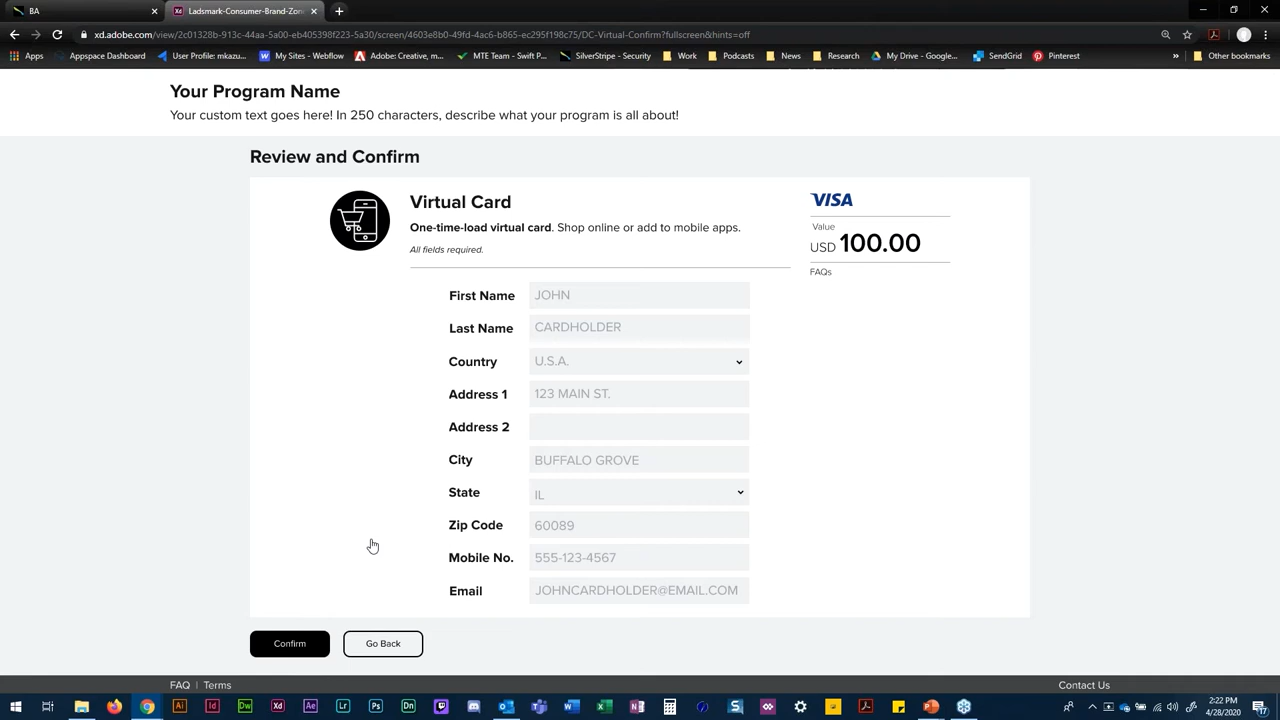 BA
Ladsmark-Consumer-Brand-Zon
xd.adobe.com/view/2c01328b-913c-44aa-5a00-eb405398f223-5a30/screen/4603e8b0-49fd-4ac6-b865-ec295f198c75/DC-Virtual-Confirm?fullscreen&hints=off
Apps Appspace Dashboard User Profile: mkazu... My Sites - Webflow Adobe Creative, m... MTE Team - Swift P... SilverStripe - Security Work Podcasts News Research My Drive - Google... SendGrid Pinterest » Other bookmarks
Your Program Name
Your custom text goes here! In 250 characters, describe what your program is all about!
Review and Confirm
Virtual Card
One-time-load virtual card. Shop online or add to mobile apps.
All fields required.
VISA
Value
USD 100.00
FAQs
First Name JOHN
Last Name CARDHOLDER
Country U.S.A.
Address 1 123 MAIN ST.
Address 2
City BUFFALO GROVE
State IL
Zip Code 60089
Mobile No. 555-123-4567
Email JOHNCARDHOLDER@EMAIL.COM
Confirm Go Back
FAQ | Terms Contact Us
2:22 PM
4/28/2020